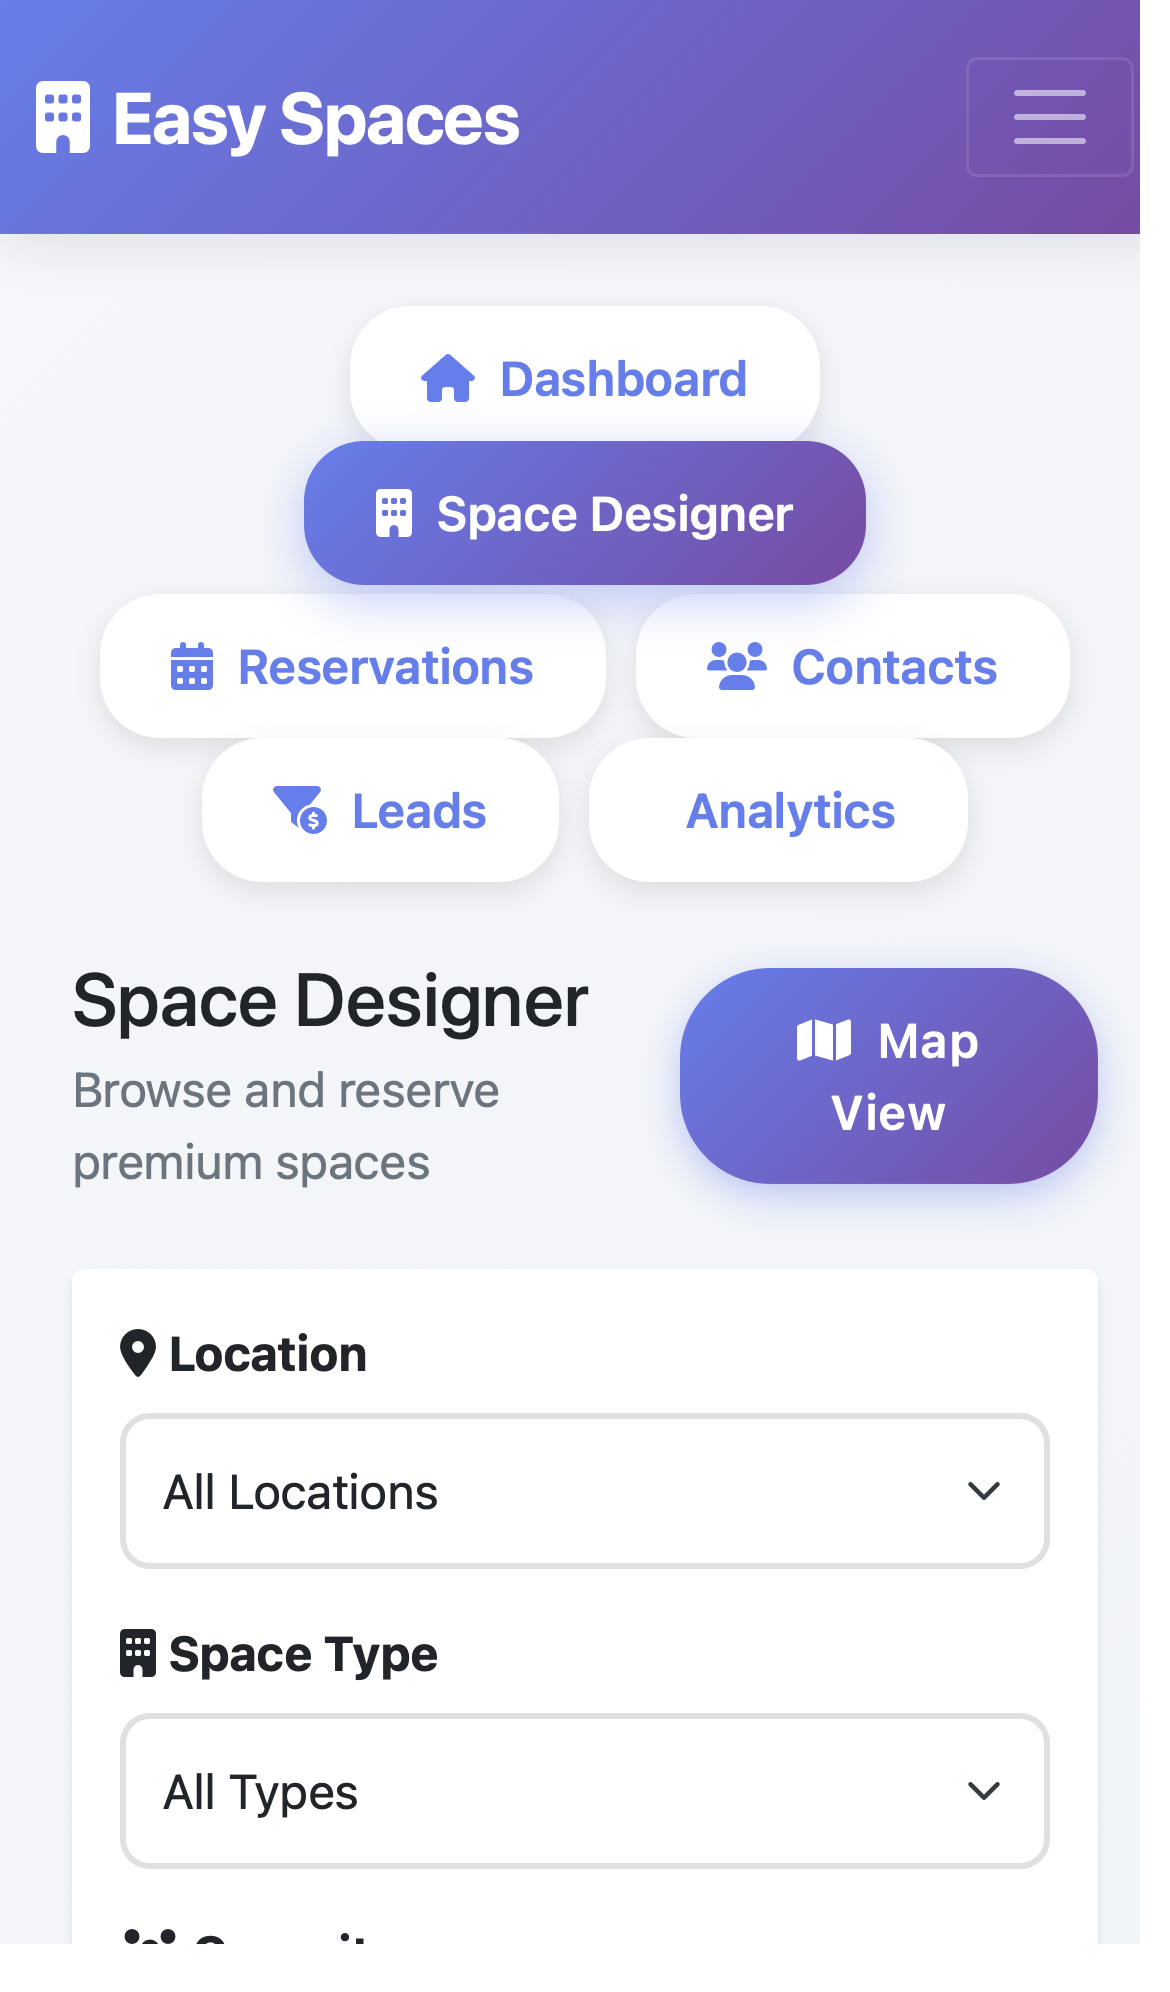 Easy Spaces
Dashboard
Space Designer
Reservations
Contacts
Leads
Analytics
Space Designer
Browse and reserve
premium spaces
Map
View
Location
All Locations
Space Type
All Types